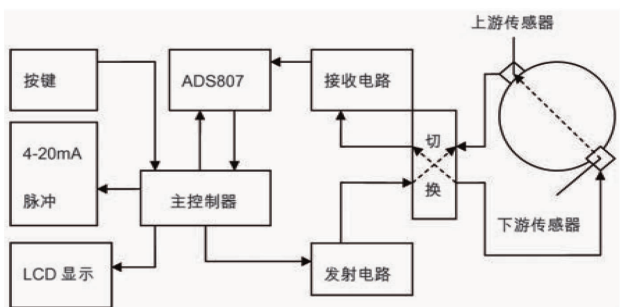 上游传感器
按键
ADS807
接收电路
切
换
4-20mA
脉冲
主控制器
下游传感器
LCD 显示
发射电路